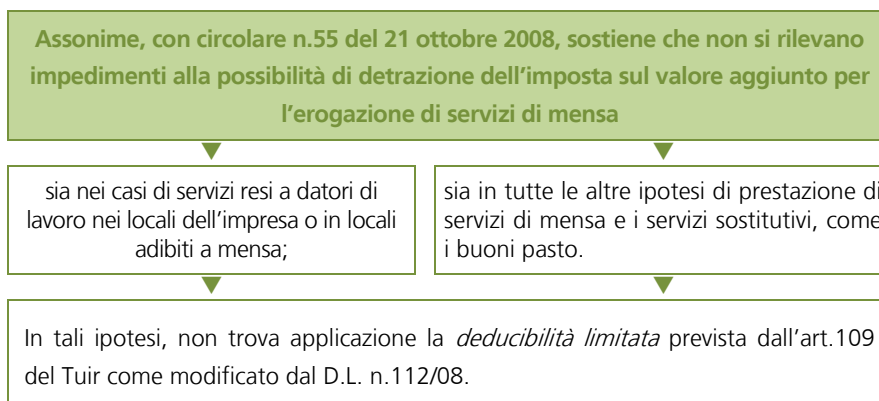 Assonime, con circolare n.55 del 21 ottobre 2008, sostiene che non si rilevano
impedimenti alla possibilità di detrazione dell'imposta sul valore aggiunto per
l'erogazione di servizi di mensa
sia nei casi di servizi resi a datori di
lavoro nei locali dell'impresa o in locali
adibiti a mensa;
sia in tutte le altre ipotesi di prestazione di
servizi di mensa e i servizi sostitutivi, come
i buoni pasto.
In tali ipotesi, non trova applicazione la deducibilità limitata prevista dall'art.109
del Tuir come modificato dal D.L. n.112/08.